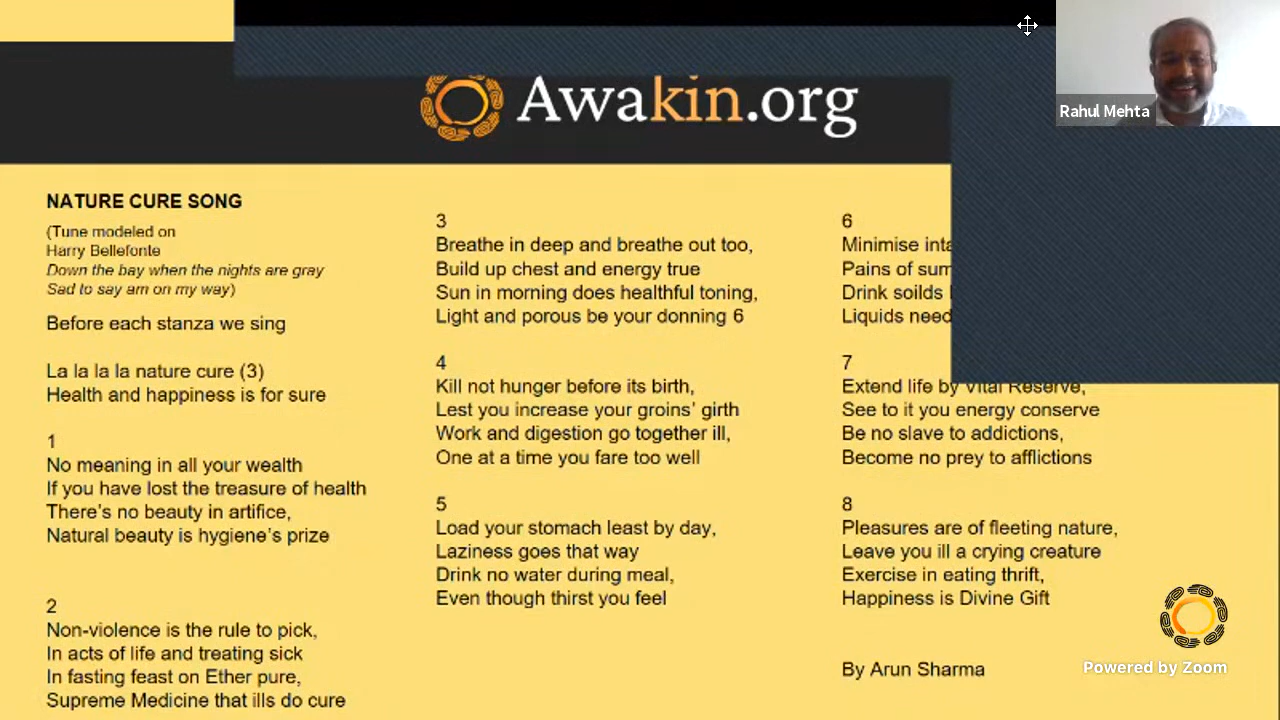 Awakin.org
Rahul Mehta
NATURE CURE SONG
(Tune modeled on
Harry Bellefonte
Down the bay when the nights are gray
Sad to say am on my way)
Before each stanza we sing
La la la la nature cure (3)
Health and happiness is for sure
1
No meaning in all your wealth
If you have lost the treasure of health
There's no beauty in artifice,
Natural beauty is hygiene's prize
2
Non-violence is the rule to pick,
In acts of life and treating sick
In fasting feast on Ether pure,
Supreme Medicine that ills do cure
3
Breathe in deep and breathe out too,
Build up chest and energy true
Sun in morning does healthful toning,
Light and porous be your donning 6
4
Kill not hunger before its birth,
Lest you increase your groins' girth
Work and digestion go together ill,
One at a time you fare too well
5
Load your stomach least by day,
Laziness goes that way
Drink no water during meal,
Even though thirst you feel
6
Minimise
Pains of
Drink soilds
Liquids need
7
Extend life by Vital Reserve,
See to it you energy conserve
Be no slave to addictions,
Become no prey to afflictions
8
Pleasures are of fleeting nature,
Leave you ill a crying creature
Exercise in eating thrift,
Happiness is Divine Gift
By Arun Sharma
Powered by Zoom